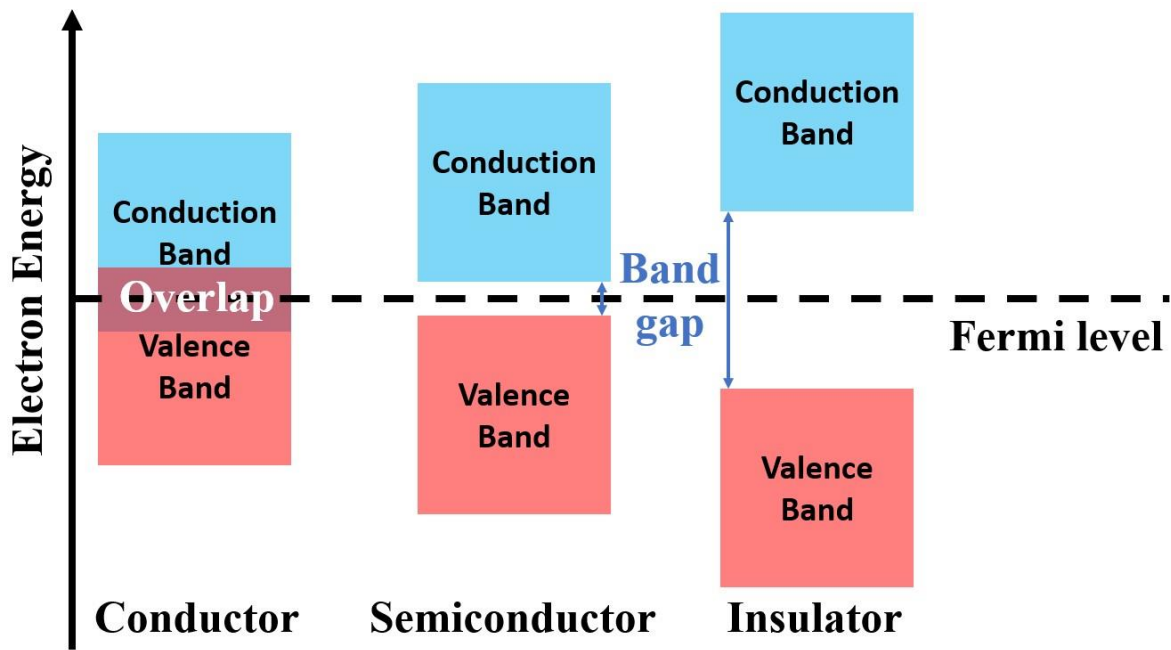 Electron Energy
Conduction
Band
Overlap
Valence
Band
Conduction
Band
Valence
Band
Band
gap
Conduction
Band
Valence
Band
Fermi level
Conductor
Semiconductor
Insulator